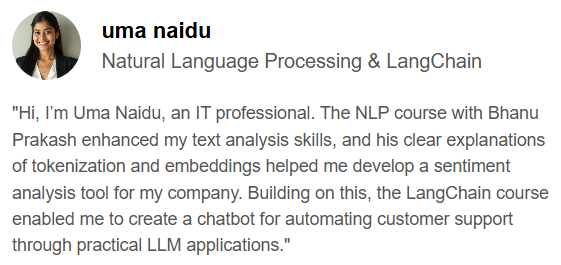 uma naidu
Natural Language Processing & LangChain
"Hi, I’m Uma Naidu, an IT professional. The NLP course with Bhanu
Prakash enhanced my text analysis skills, and his clear explanations
of tokenization and embeddings helped me develop a sentiment
analysis tool for my company. Building on this, the LangChain course
enabled me to create a chatbot for automating customer support
through practical LLM applications."